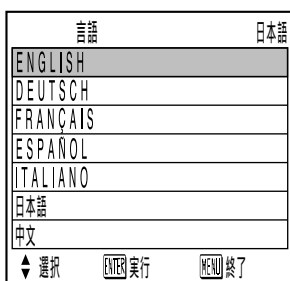 言語 日本語
ENGLISH
DEUTSCH
FRANÇAIS
ESPAÑOL
ITALIANO
日本語
中文
選択 ENTER 実行 MENU 終了